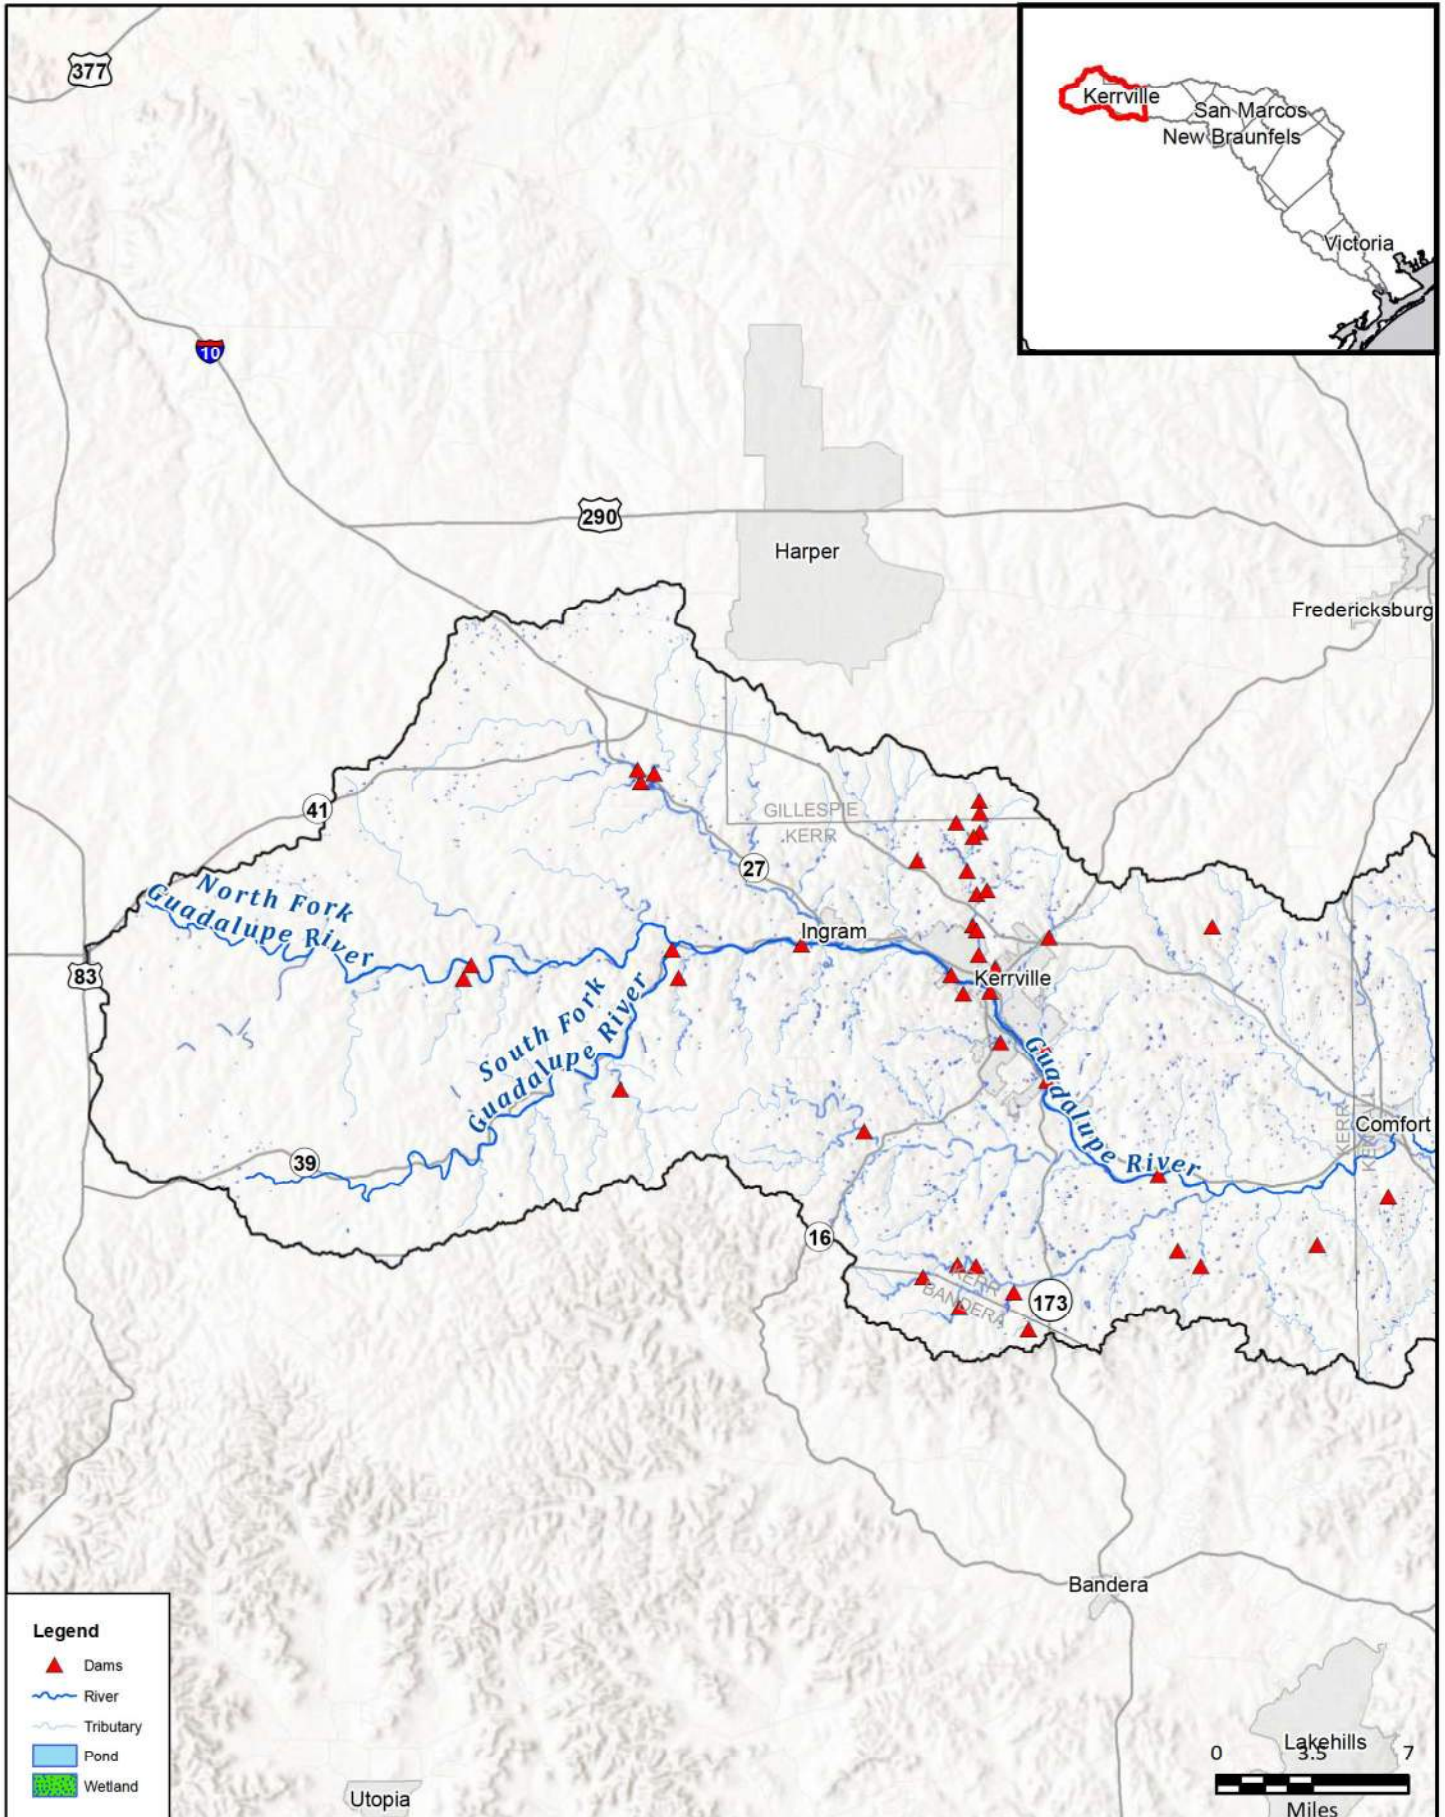 377
Kerrville
San Marcos
New Braunfels
Victoria
10
290
Harper
Fredericksburg
41
GILLESPIE
KERR
27
North Fork
Guadalupe River
Ingram
83
Kerrville
South Fork
Guadalupe River
Guadalupe River
KERR
KENDALL
Comfort
39
16
KERR
BANDERA
173
Bandera
Legend
Dams
River
Tributary
Pond
Wetland
Utopia
Lakehills
0 3.5 7
Miles